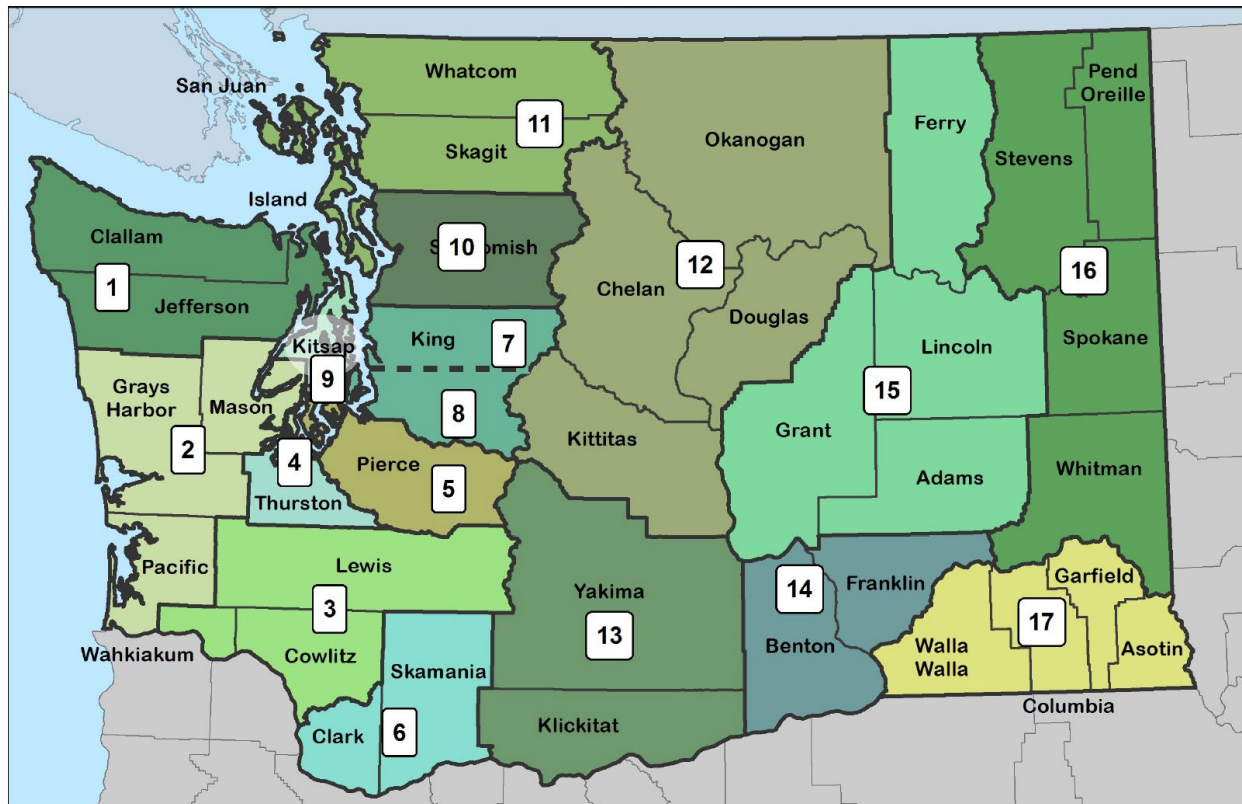 San Juan
Whatcom
Skagit
11
Island
Okanogan
Ferry
Stevens
Pend
Oreille
Clallam
1
Jefferson
10
Chelan
12
Douglas
16
Spokane
Kitsap
9
King
7
8
Lincoln
15
Grays
Harbor
Mason
2
4
Thurston
Pierce
5
Kittitas
Grant
Adams
Whitman
Pacific
Lewis
3
Yakima
13
14
Franklin
Benton
Garfield
17
Walla
Walla
Asotin
Wahkiakum
Cowlitz
Skamania
Columbia
Clark
6
Klickitat